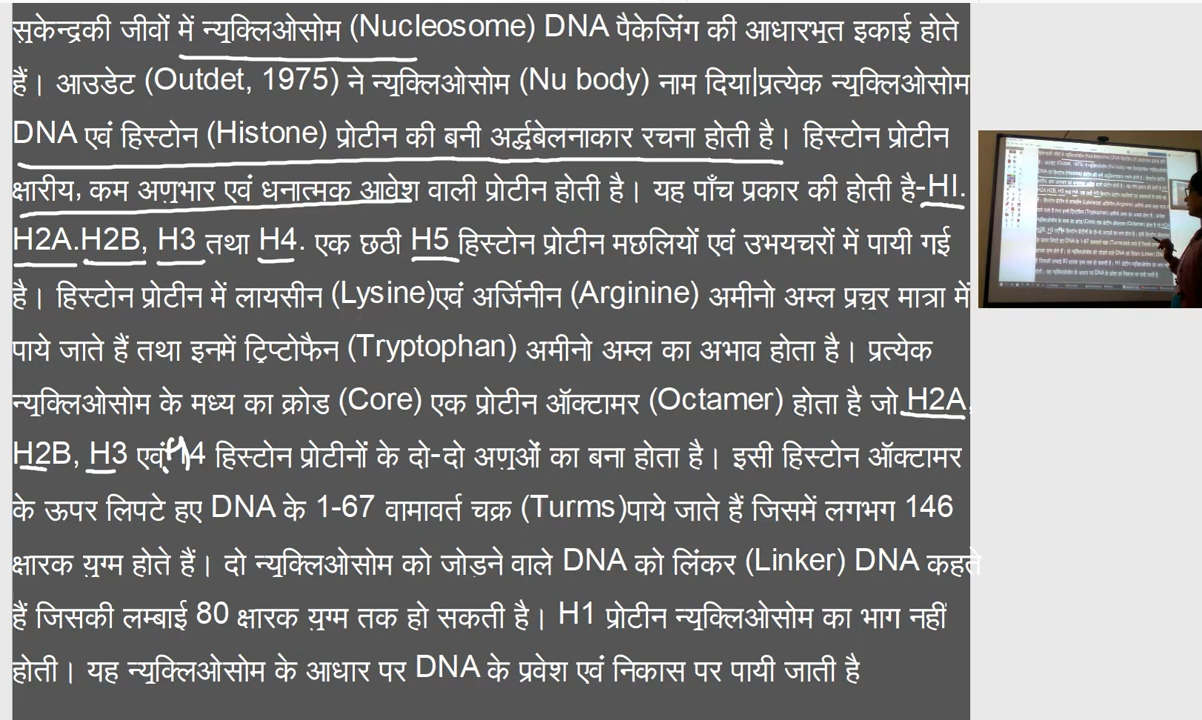 सुकेन्द्रकी जीवों में न्यूक्लिओसोम (Nucleosome) DNA पैकेजिंग की आधारभूत इकाई होते
हैं। आउडेट (Outdet, 1975) ने न्यूक्लिओसोम (Nu body) नाम दिया|प्रत्येक न्यूक्लिओसोम
DNA एवं हिस्टोन (Histone) प्रोटीन की बनी अर्द्धबेलनाकार रचना होती है। हिस्टोन प्रोटीन
क्षारीय, कम अणुभार एवं धनात्मक आवेश वाली प्रोटीन होती है। यह पाँच प्रकार की होती है-HI.
H2A.H2B, H3 तथा H4. एक छठी H5 हिस्टोन प्रोटीन मछलियों एवं उभयचरों में पायी गई
है। हिस्टोन प्रोटीन में लायसीन (Lysine)एवं अर्जिनीन (Arginine) अमीनो अम्ल प्रचुर मात्रा में
पाये जाते हैं तथा इनमें ट्रिप्टोफैन (Tryptophan) अमीनो अम्ल का अभाव होता है। प्रत्येक
न्यूक्लिओसोम के मध्य का क्रोड (Core) एक प्रोटीन ऑक्टामर (Octamer) होता है जो H2A,
H2B, H3 एवं H4 हिस्टोन प्रोटीनों के दो-दो अणुओं का बना होता है। इसी हिस्टोन ऑक्टामर
के ऊपर लिपटे हुए DNA के 1-67 वामावर्त चक्र (Turms)पाये जाते हैं जिसमें लगभग 146
क्षारक युग्म होते हैं। दो न्यूक्लिओसोम को जोड़ने वाले DNA को लिंकर (Linker) DNA कहते
हैं जिसकी लम्बाई 80 क्षारक युग्म तक हो सकती है। H1 प्रोटीन न्यूक्लिओसोम का भाग नहीं
होती। यह न्यूक्लिओसोम के आधार पर DNA के प्रवेश एवं निकास पर पायी जाती है